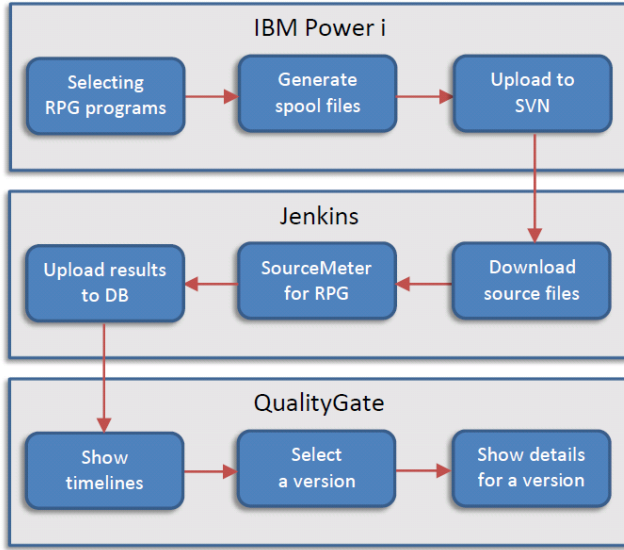 IBM Power i
Selecting
RPG programs
Generate
spool files
Upload to
SVN
Jenkins
Upload results
to DB
SourceMeter
for RPG
Download
source files
QualityGate
Show
timelines
Select
a version
Show details
for a version